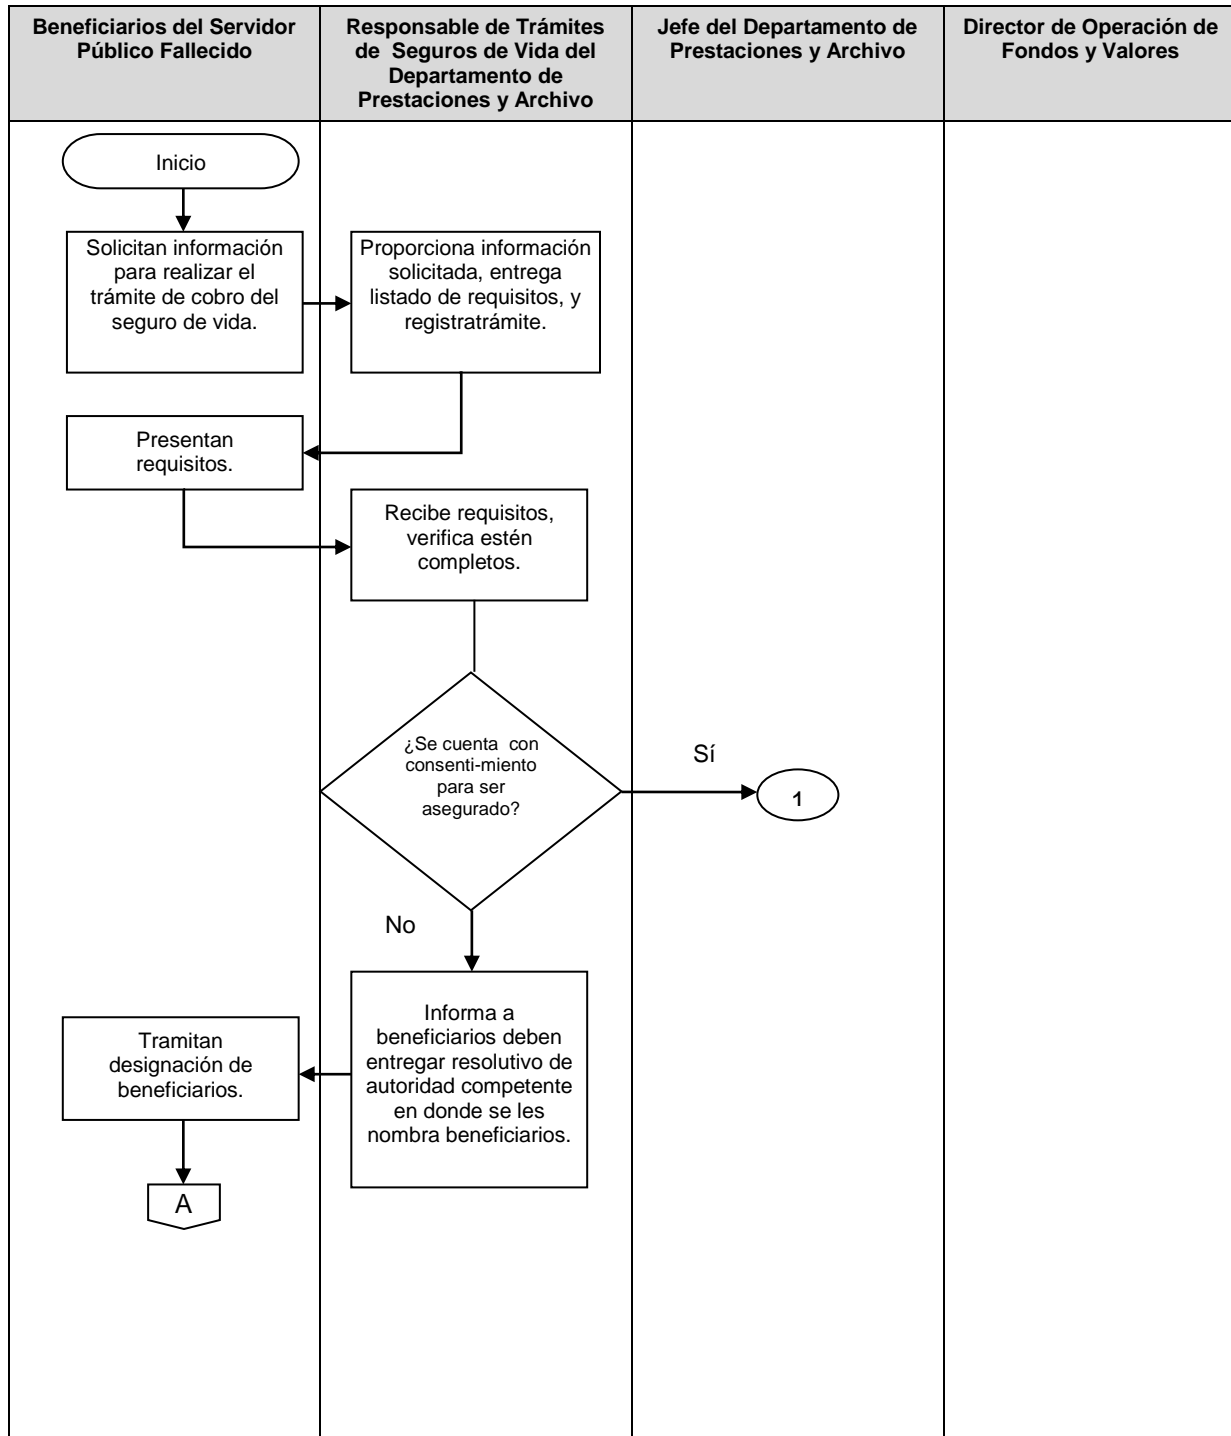 Beneficiarios del Servidor
Público Fallecido
Responsable de Trámites
de Seguros de Vida del
Departamento de
Prestaciones y Archivo
Jefe del Departamento de
Prestaciones y Archivo
Director de Operación de
Fondos y Valores
Inicio
Solicitan información
para realizar el
trámite de cobro del
seguro de vida.
Proporciona información
solicitada, entrega
listado de requisitos, y
registratrámite.
Presentan
requisitos.
Recibe requisitos,
verifica estén
completos.
¿Se cuenta con
consenti-miento
para ser
asegurado?
Sí
1
No
Informa a
beneficiarios deben
entregar resolutivo de
autoridad competente
en donde se les
nombra beneficiarios.
Tramitan
designación de
beneficiarios.
A